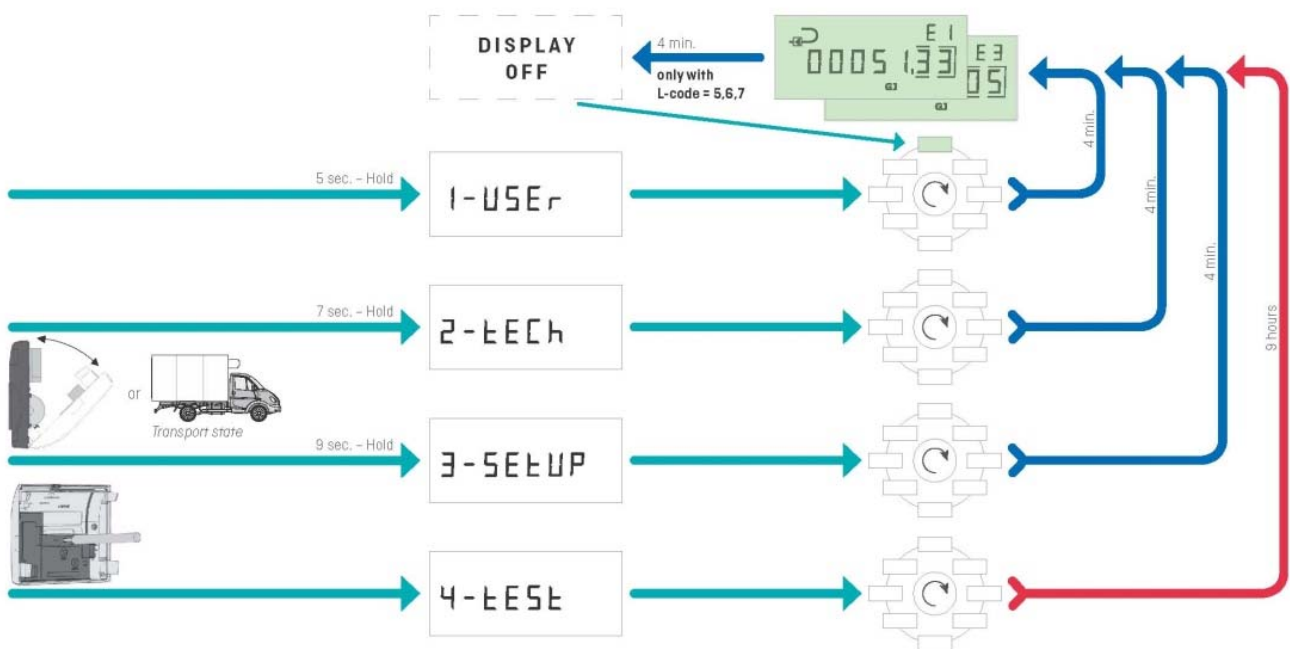 DISPLAY
OFF
4 min.
only with
L-code = 5,6,7
E1
00051,33
GJ
E3
05
GJ
4 min.
4 min.
4 min.
9 hours
5 sec. – Hold
1-USEr
7 sec. – Hold
2-tECh
or
Transport state
9 sec. – Hold
3-SEtUP
4-tESt